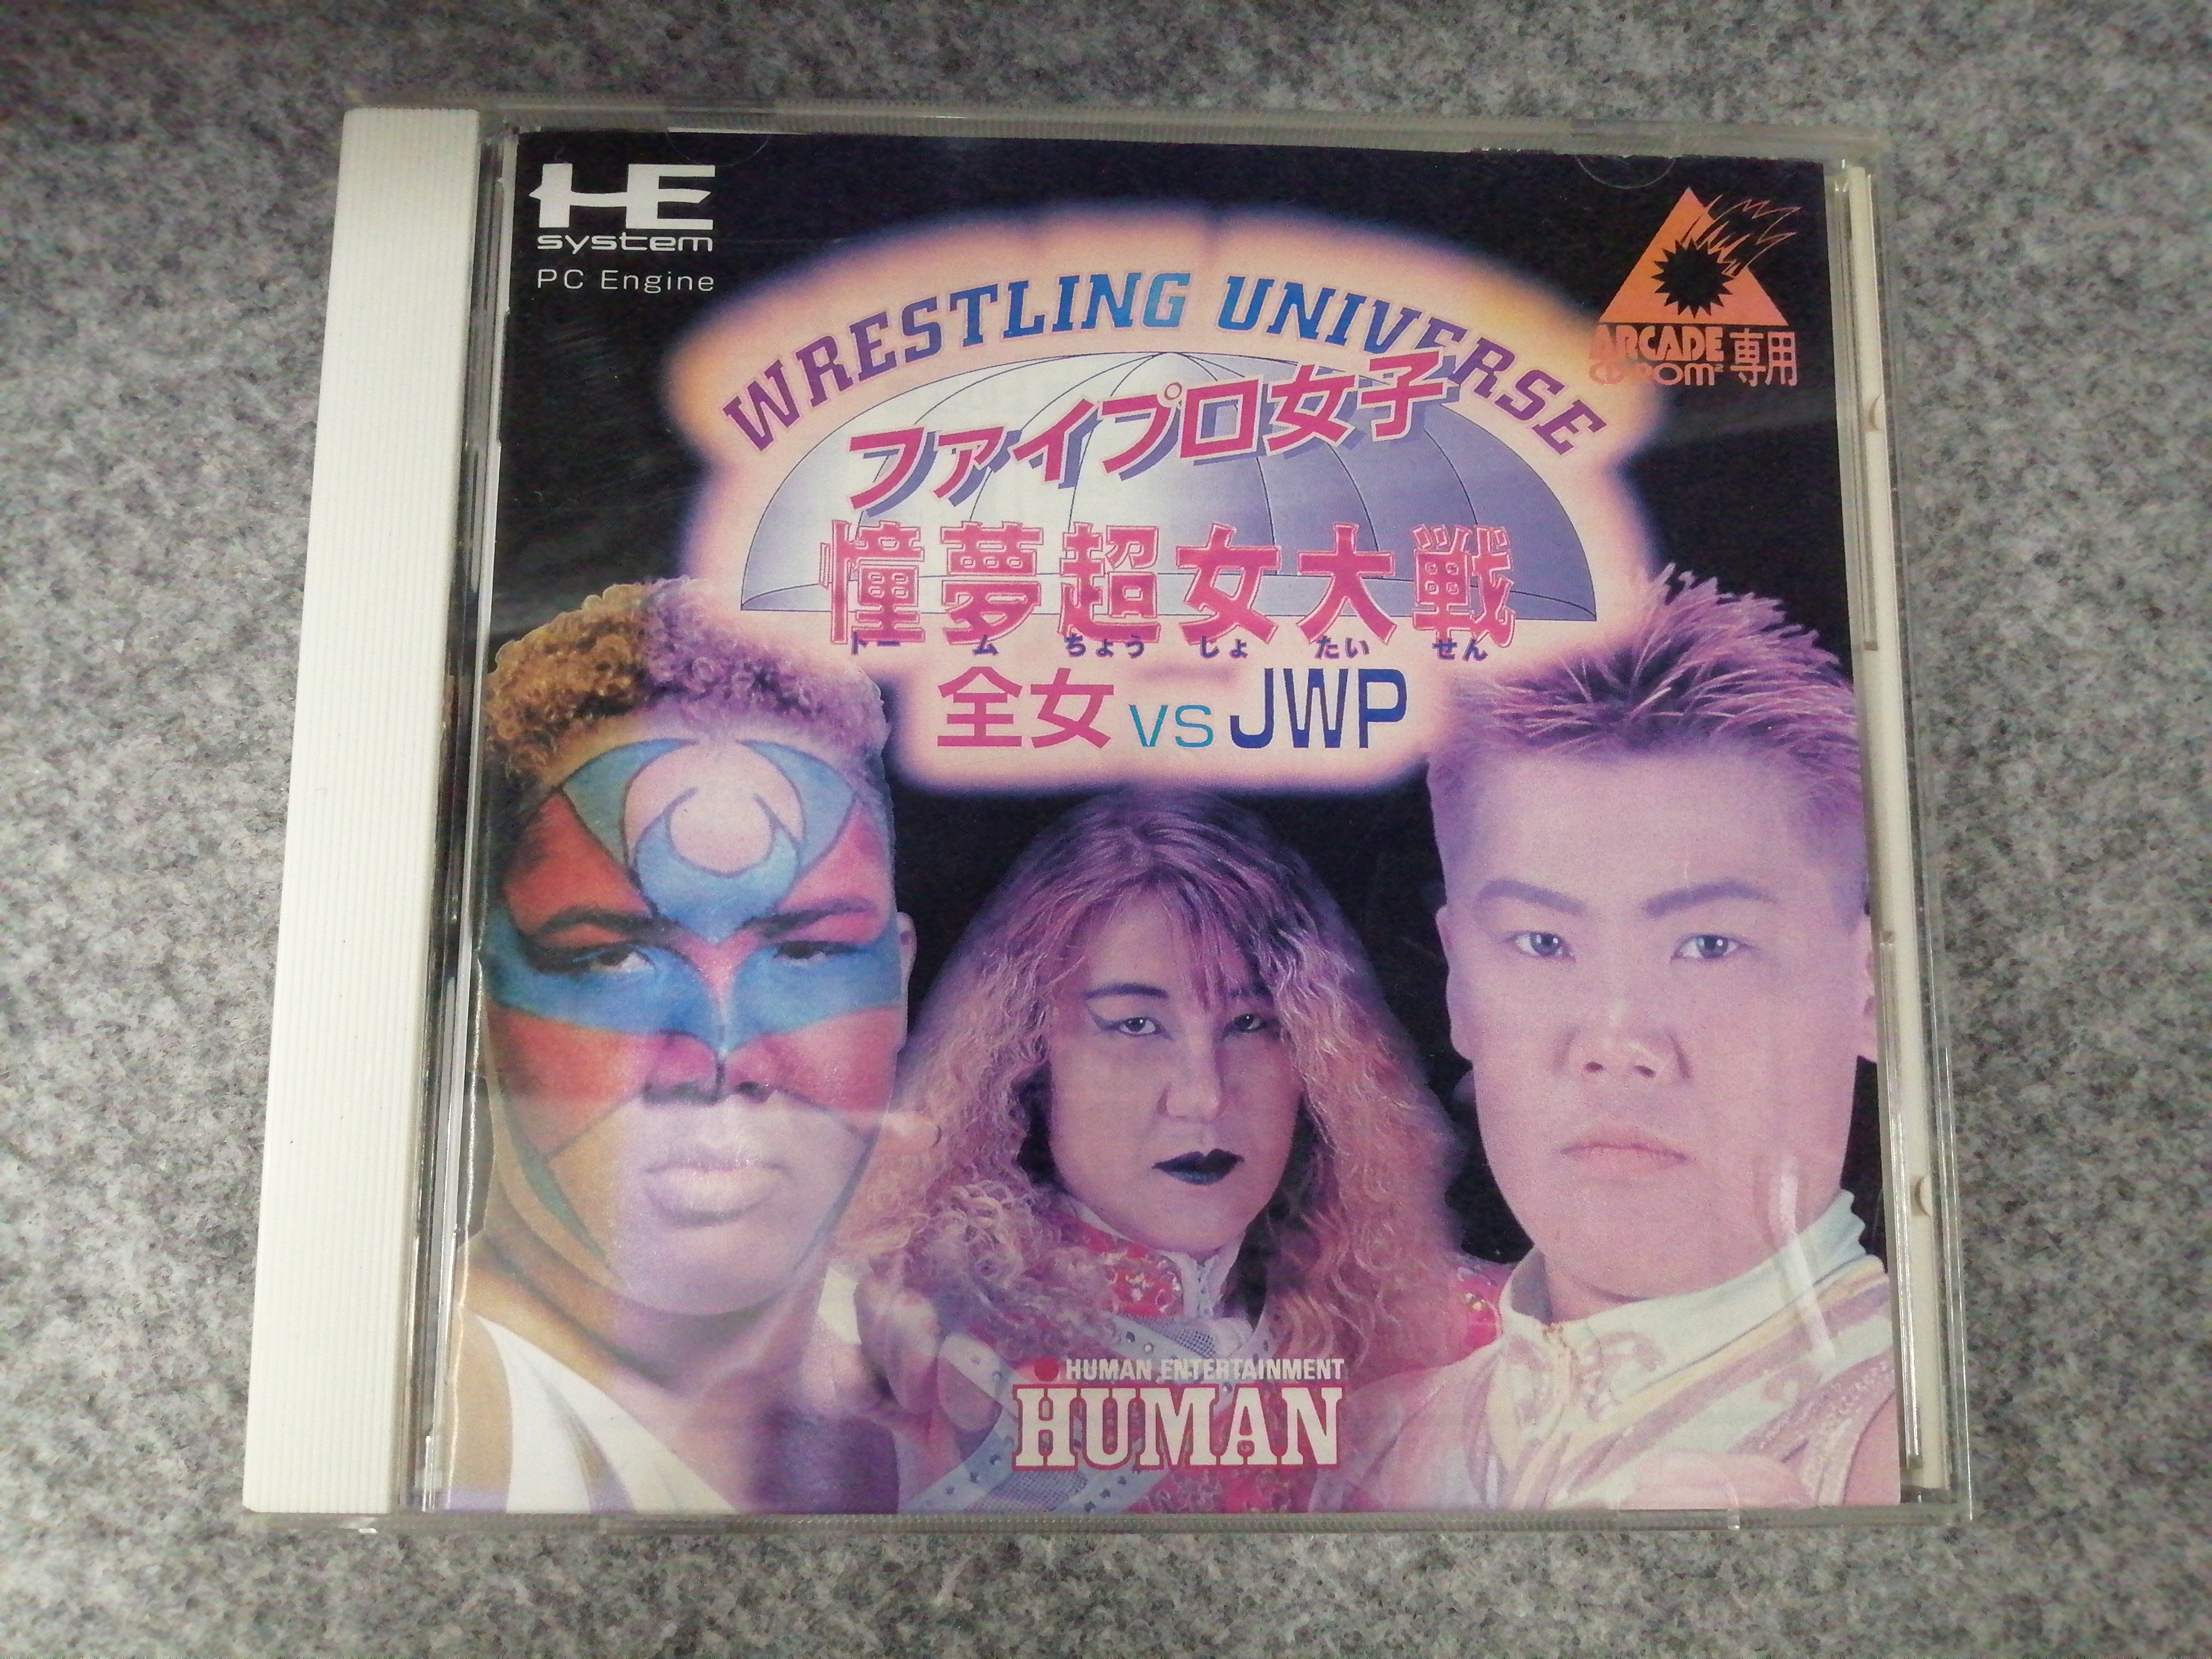 HE
system
PC Engine
ARCADE
CD-ROM² 専用
WRESTLING UNIVERSE
ファイプロ女子
憧夢超女大戦
トー ム ちょう じょ たい せん
全女 vs JWP
HUMAN ENTERTAINMENT
HUMAN